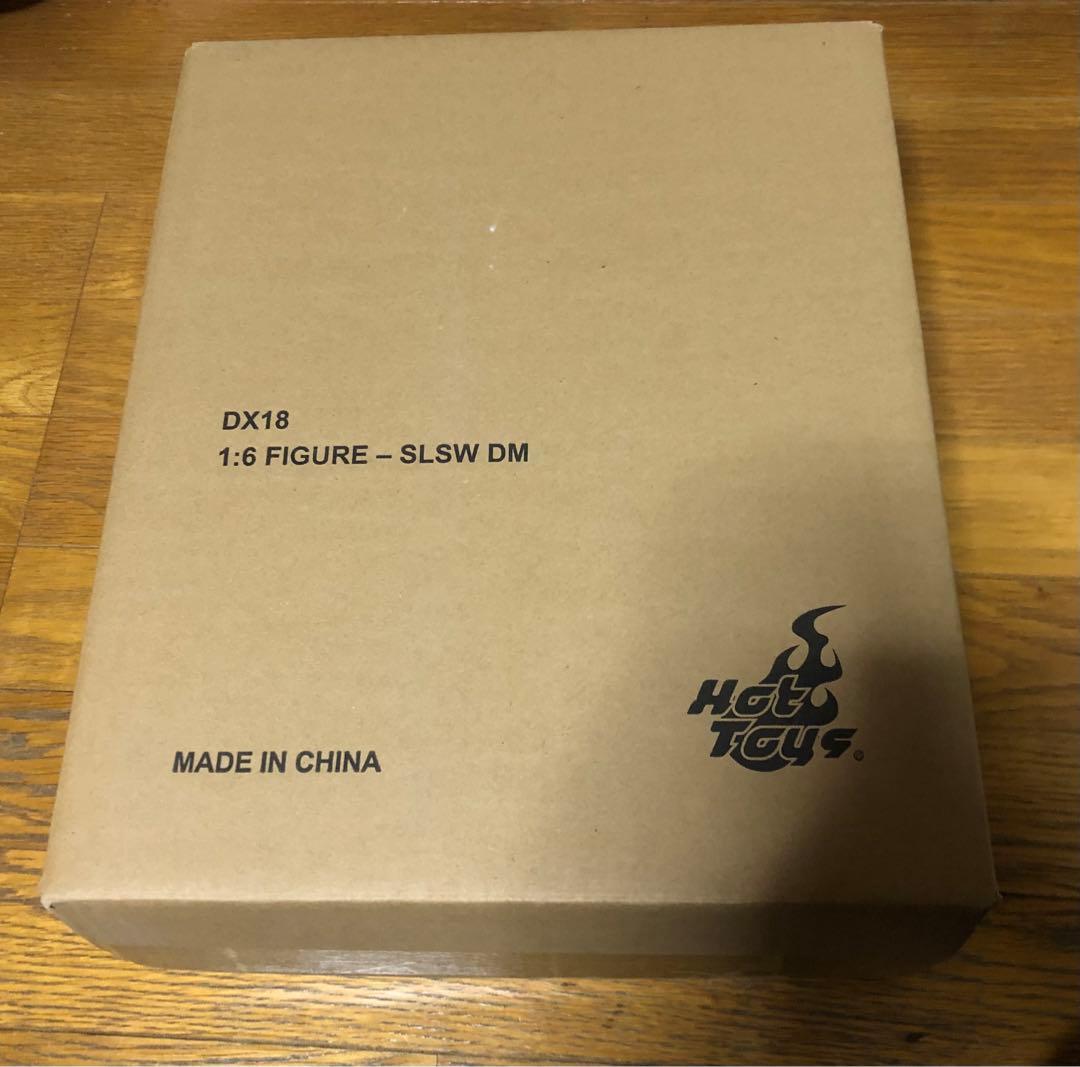 DX18
1:6 FIGURE – SLSW DM
Hot
Toys®
MADE IN CHINA